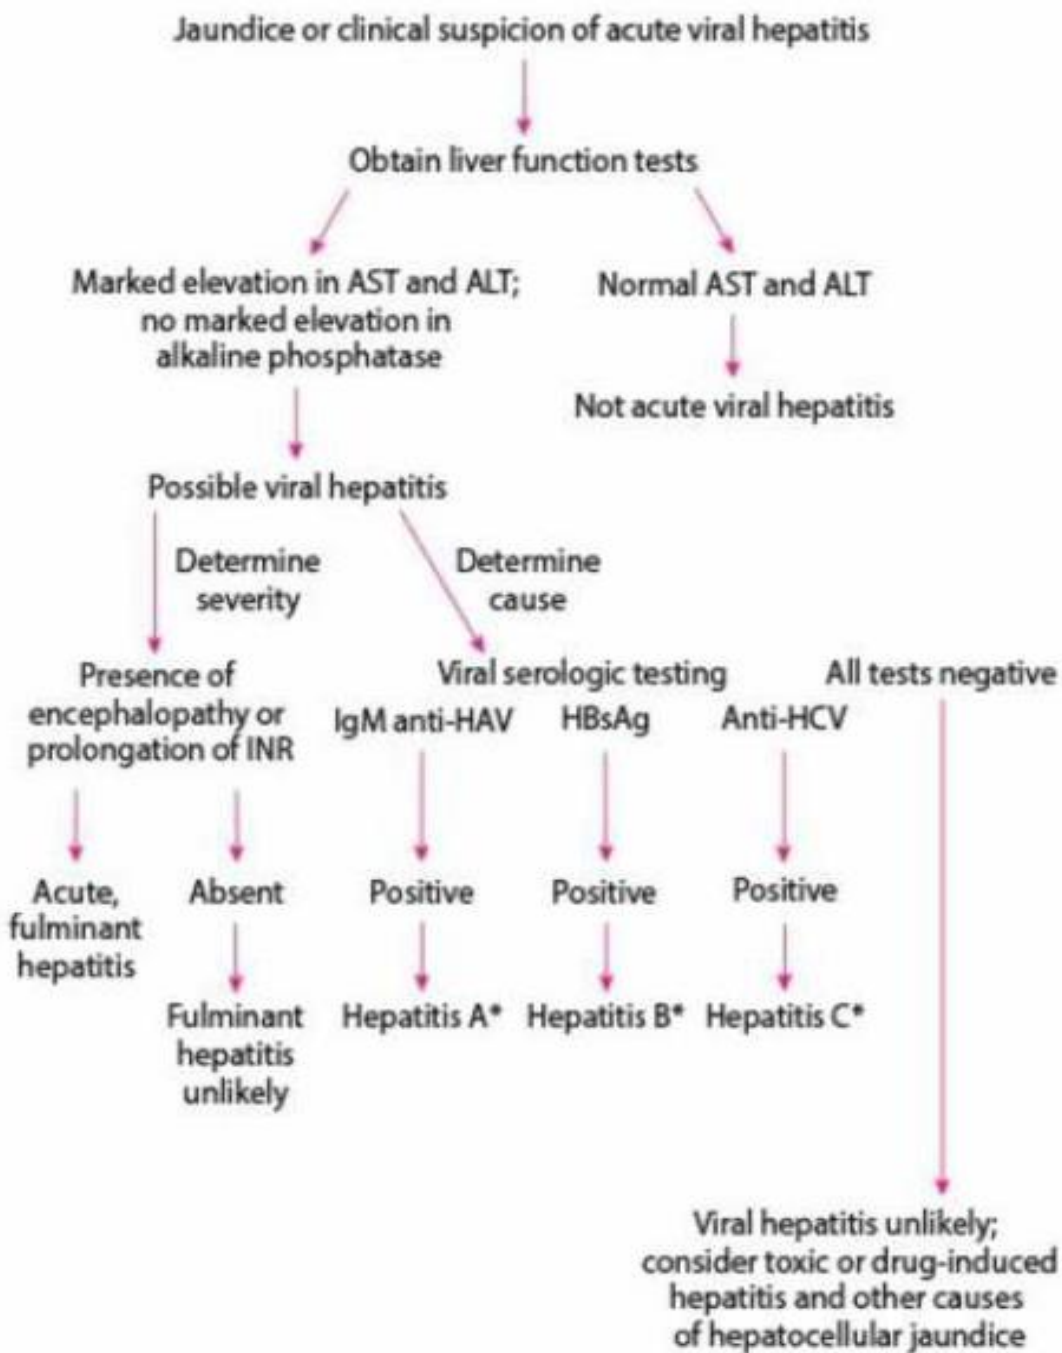 Jaundice or clinical suspicion of acute viral hepatitis
Obtain liver function tests
Marked elevation in AST and ALT;
no marked elevation in
alkaline phosphatase
Normal AST and ALT
Not acute viral hepatitis
Possible viral hepatitis
Determine
severity
Determine
cause
Presence of
encephalopathy or
prolongation of INR
Viral serologic testing
All tests negative
IgM anti-HAV
HBsAg
Anti-HCV
Acute,
fulminant
hepatitis
Absent
Positive
Positive
Positive
Fulminant
hepatitis
unlikely
Hepatitis A*
Hepatitis B*
Hepatitis C*
Viral hepatitis unlikely;
consider toxic or drug-induced
hepatitis and other causes
of hepatocellular jaundice